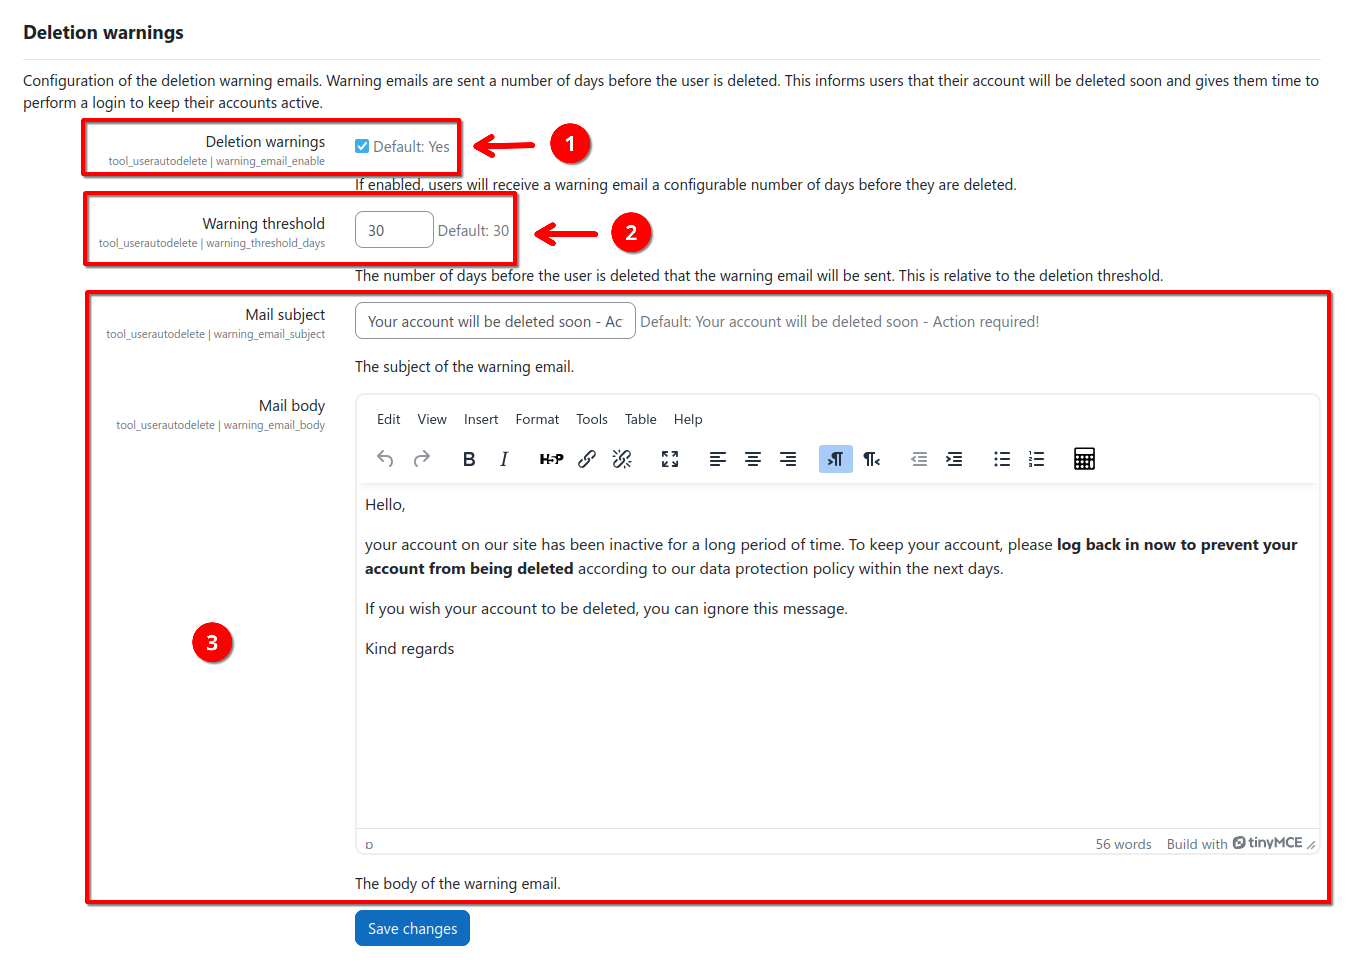 Deletion warnings
Configuration of the deletion warning emails. Warning emails are sent a number of days before the user is deleted. This informs users that their account will be deleted soon and gives them time to
perform a login to keep their accounts active.
Deletion warnings
Default: Yes
1
tool_userautodelete | warning_email_enable
If enabled, users will receive a warning email a configurable number of days before they are deleted.
Warning threshold
30 Default: 30
2
tool_userautodelete | warning_threshold_days
The number of days before the user is deleted that the warning email will be sent. This is relative to the deletion threshold.
Mail subject
Your account will be deleted soon - Ac Default: Your account will be deleted soon - Action required!
tool_userautodelete | warning_email_subject
The subject of the warning email.
Mail body
tool_userautodelete | warning_email_body
Edit View Insert Format Tools Table Help
B I H5P
Hello,
your account on our site has been inactive for a long period of time. To keep your account, please log back in now to prevent your
account from being deleted according to our data protection policy within the next days.
If you wish your account to be deleted, you can ignore this message.
3
Kind regards
p 56 words Build with tinyMCE
The body of the warning email.
Save changes